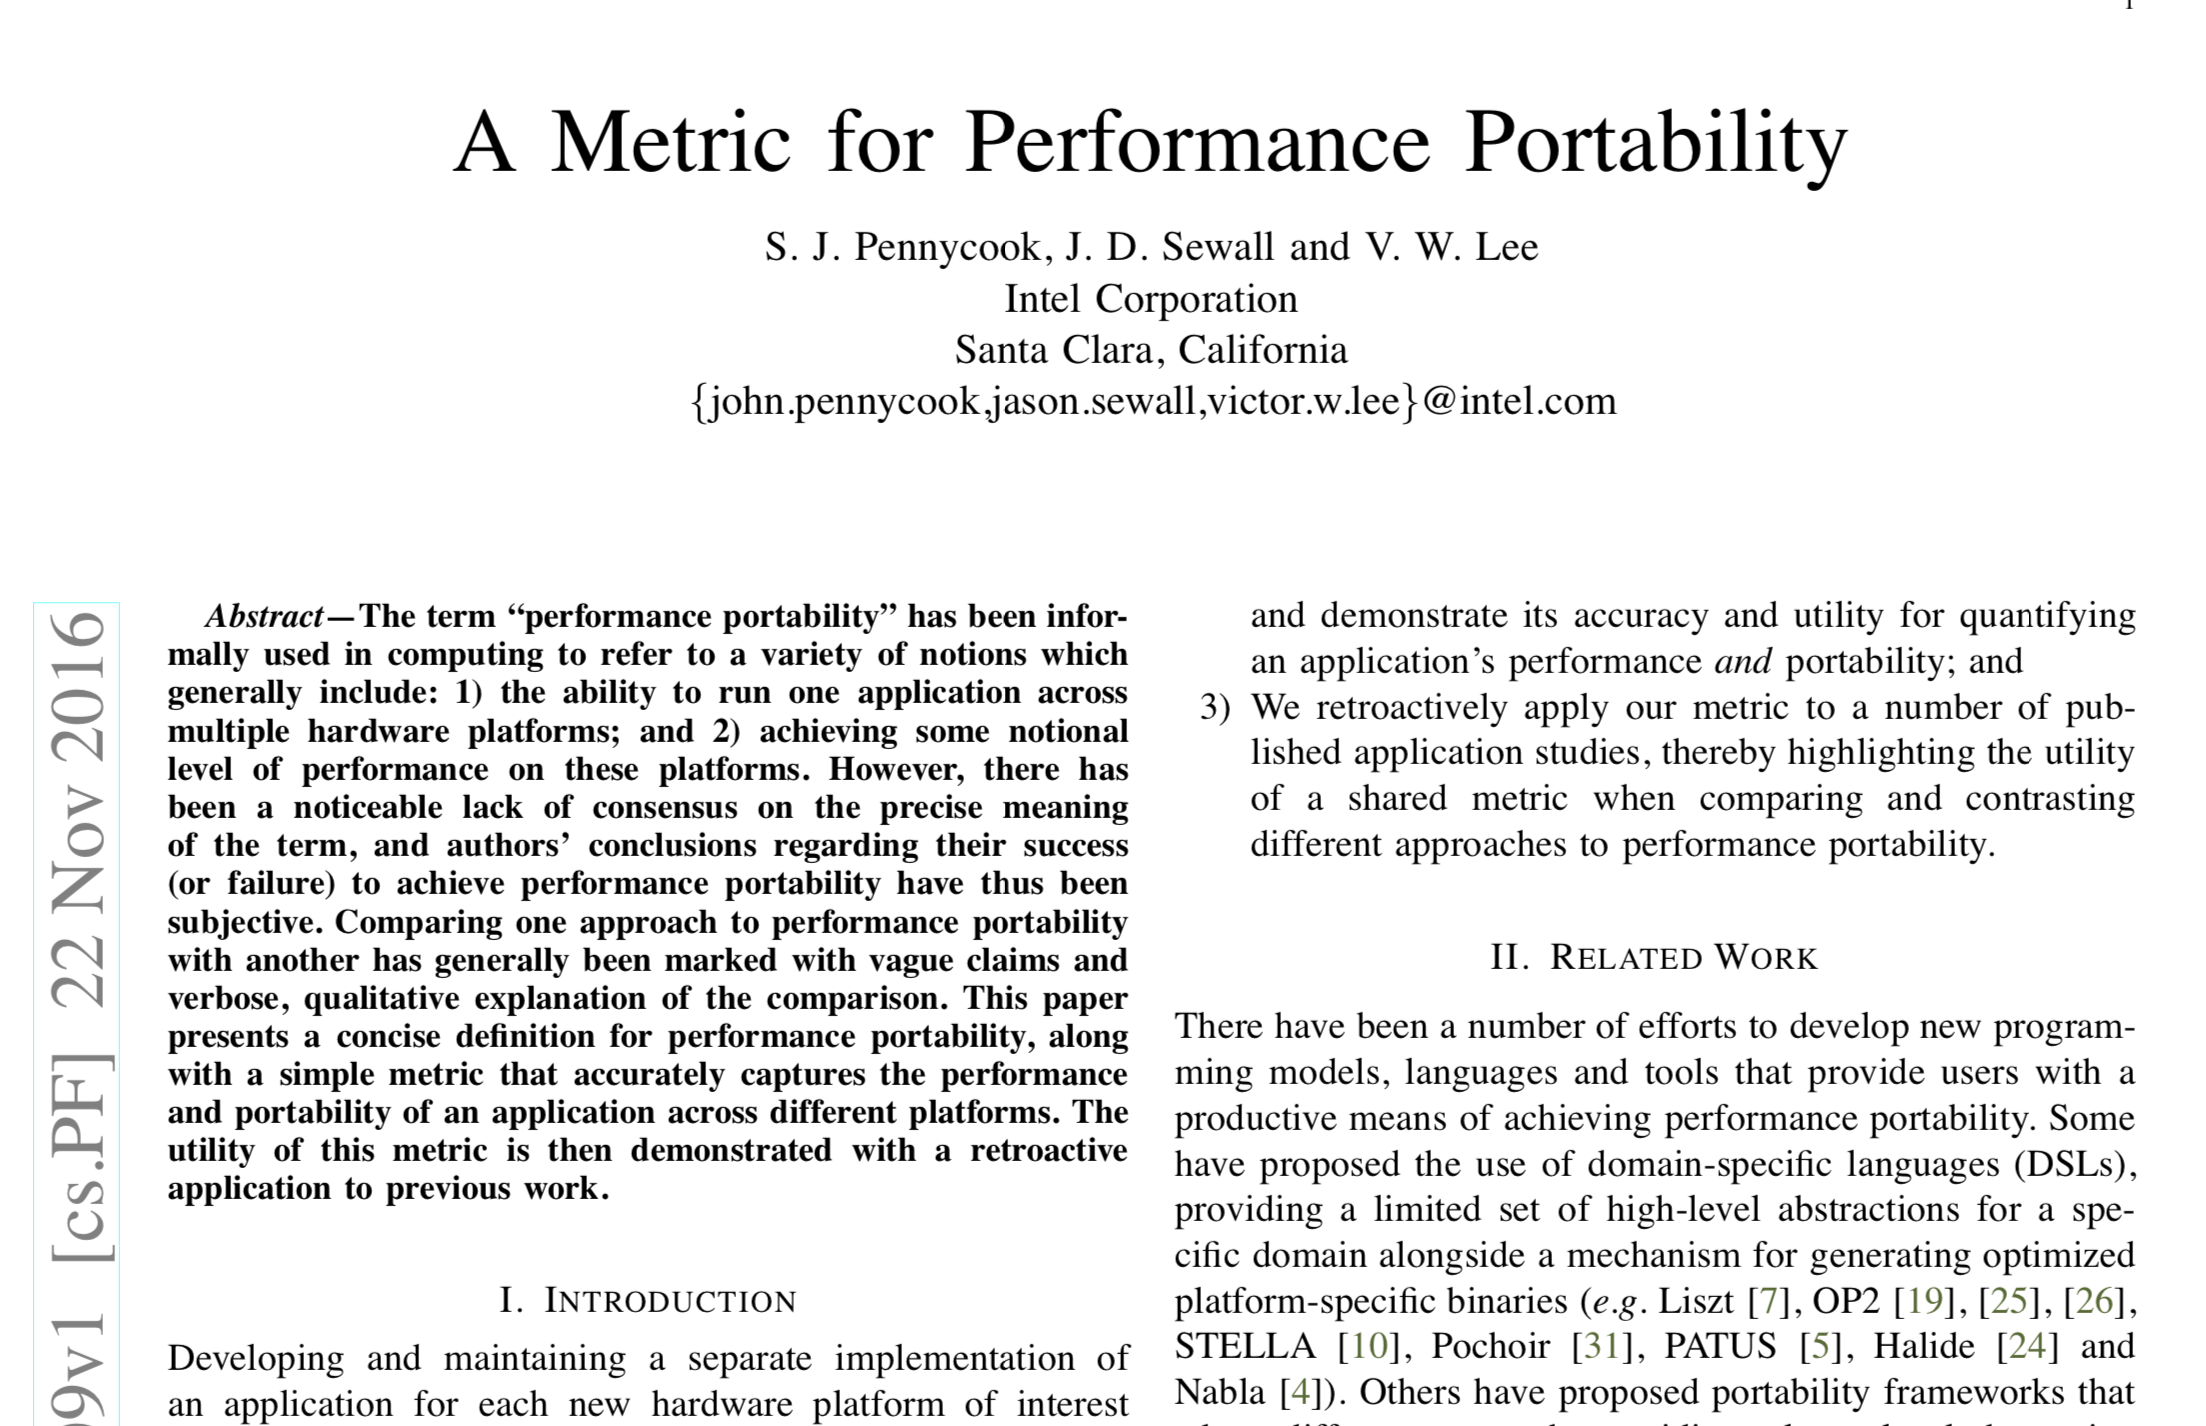 1
A Metric for Performance Portability
S. J. Pennycook, J. D. Sewall and V. W. Lee
Intel Corporation
Santa Clara, California
{john.pennycook,jason.sewall,victor.w.lee}@intel.com
9v1 [cs.PF] 22 Nov 2016
Abstract—The term “performance portability” has been infor-
mally used in computing to refer to a variety of notions which
generally include: 1) the ability to run one application across
multiple hardware platforms; and 2) achieving some notional
level of performance on these platforms. However, there has
been a noticeable lack of consensus on the precise meaning
of the term, and authors’ conclusions regarding their success
(or failure) to achieve performance portability have thus been
subjective. Comparing one approach to performance portability
with another has generally been marked with vague claims and
verbose, qualitative explanation of the comparison. This paper
presents a concise definition for performance portability, along
with a simple metric that accurately captures the performance
and portability of an application across different platforms. The
utility of this metric is then demonstrated with a retroactive
application to previous work.
I. INTRODUCTION
Developing and maintaining a separate implementation of
an application for each new hardware platform of interest
and demonstrate its accuracy and utility for quantifying
an application’s performance and portability; and
3) We retroactively apply our metric to a number of pub-
lished application studies, thereby highlighting the utility
of a shared metric when comparing and contrasting
different approaches to performance portability.
II. RELATED WORK
There have been a number of efforts to develop new program-
ming models, languages and tools that provide users with a
productive means of achieving performance portability. Some
have proposed the use of domain-specific languages (DSLs),
providing a limited set of high-level abstractions for a spe-
cific domain alongside a mechanism for generating optimized
platform-specific binaries (e.g. Liszt [7], OP2 [19], [25], [26],
STELLA [10], Pochoir [31], PATUS [5], Halide [24] and
Nabla [4]). Others have proposed portability frameworks that